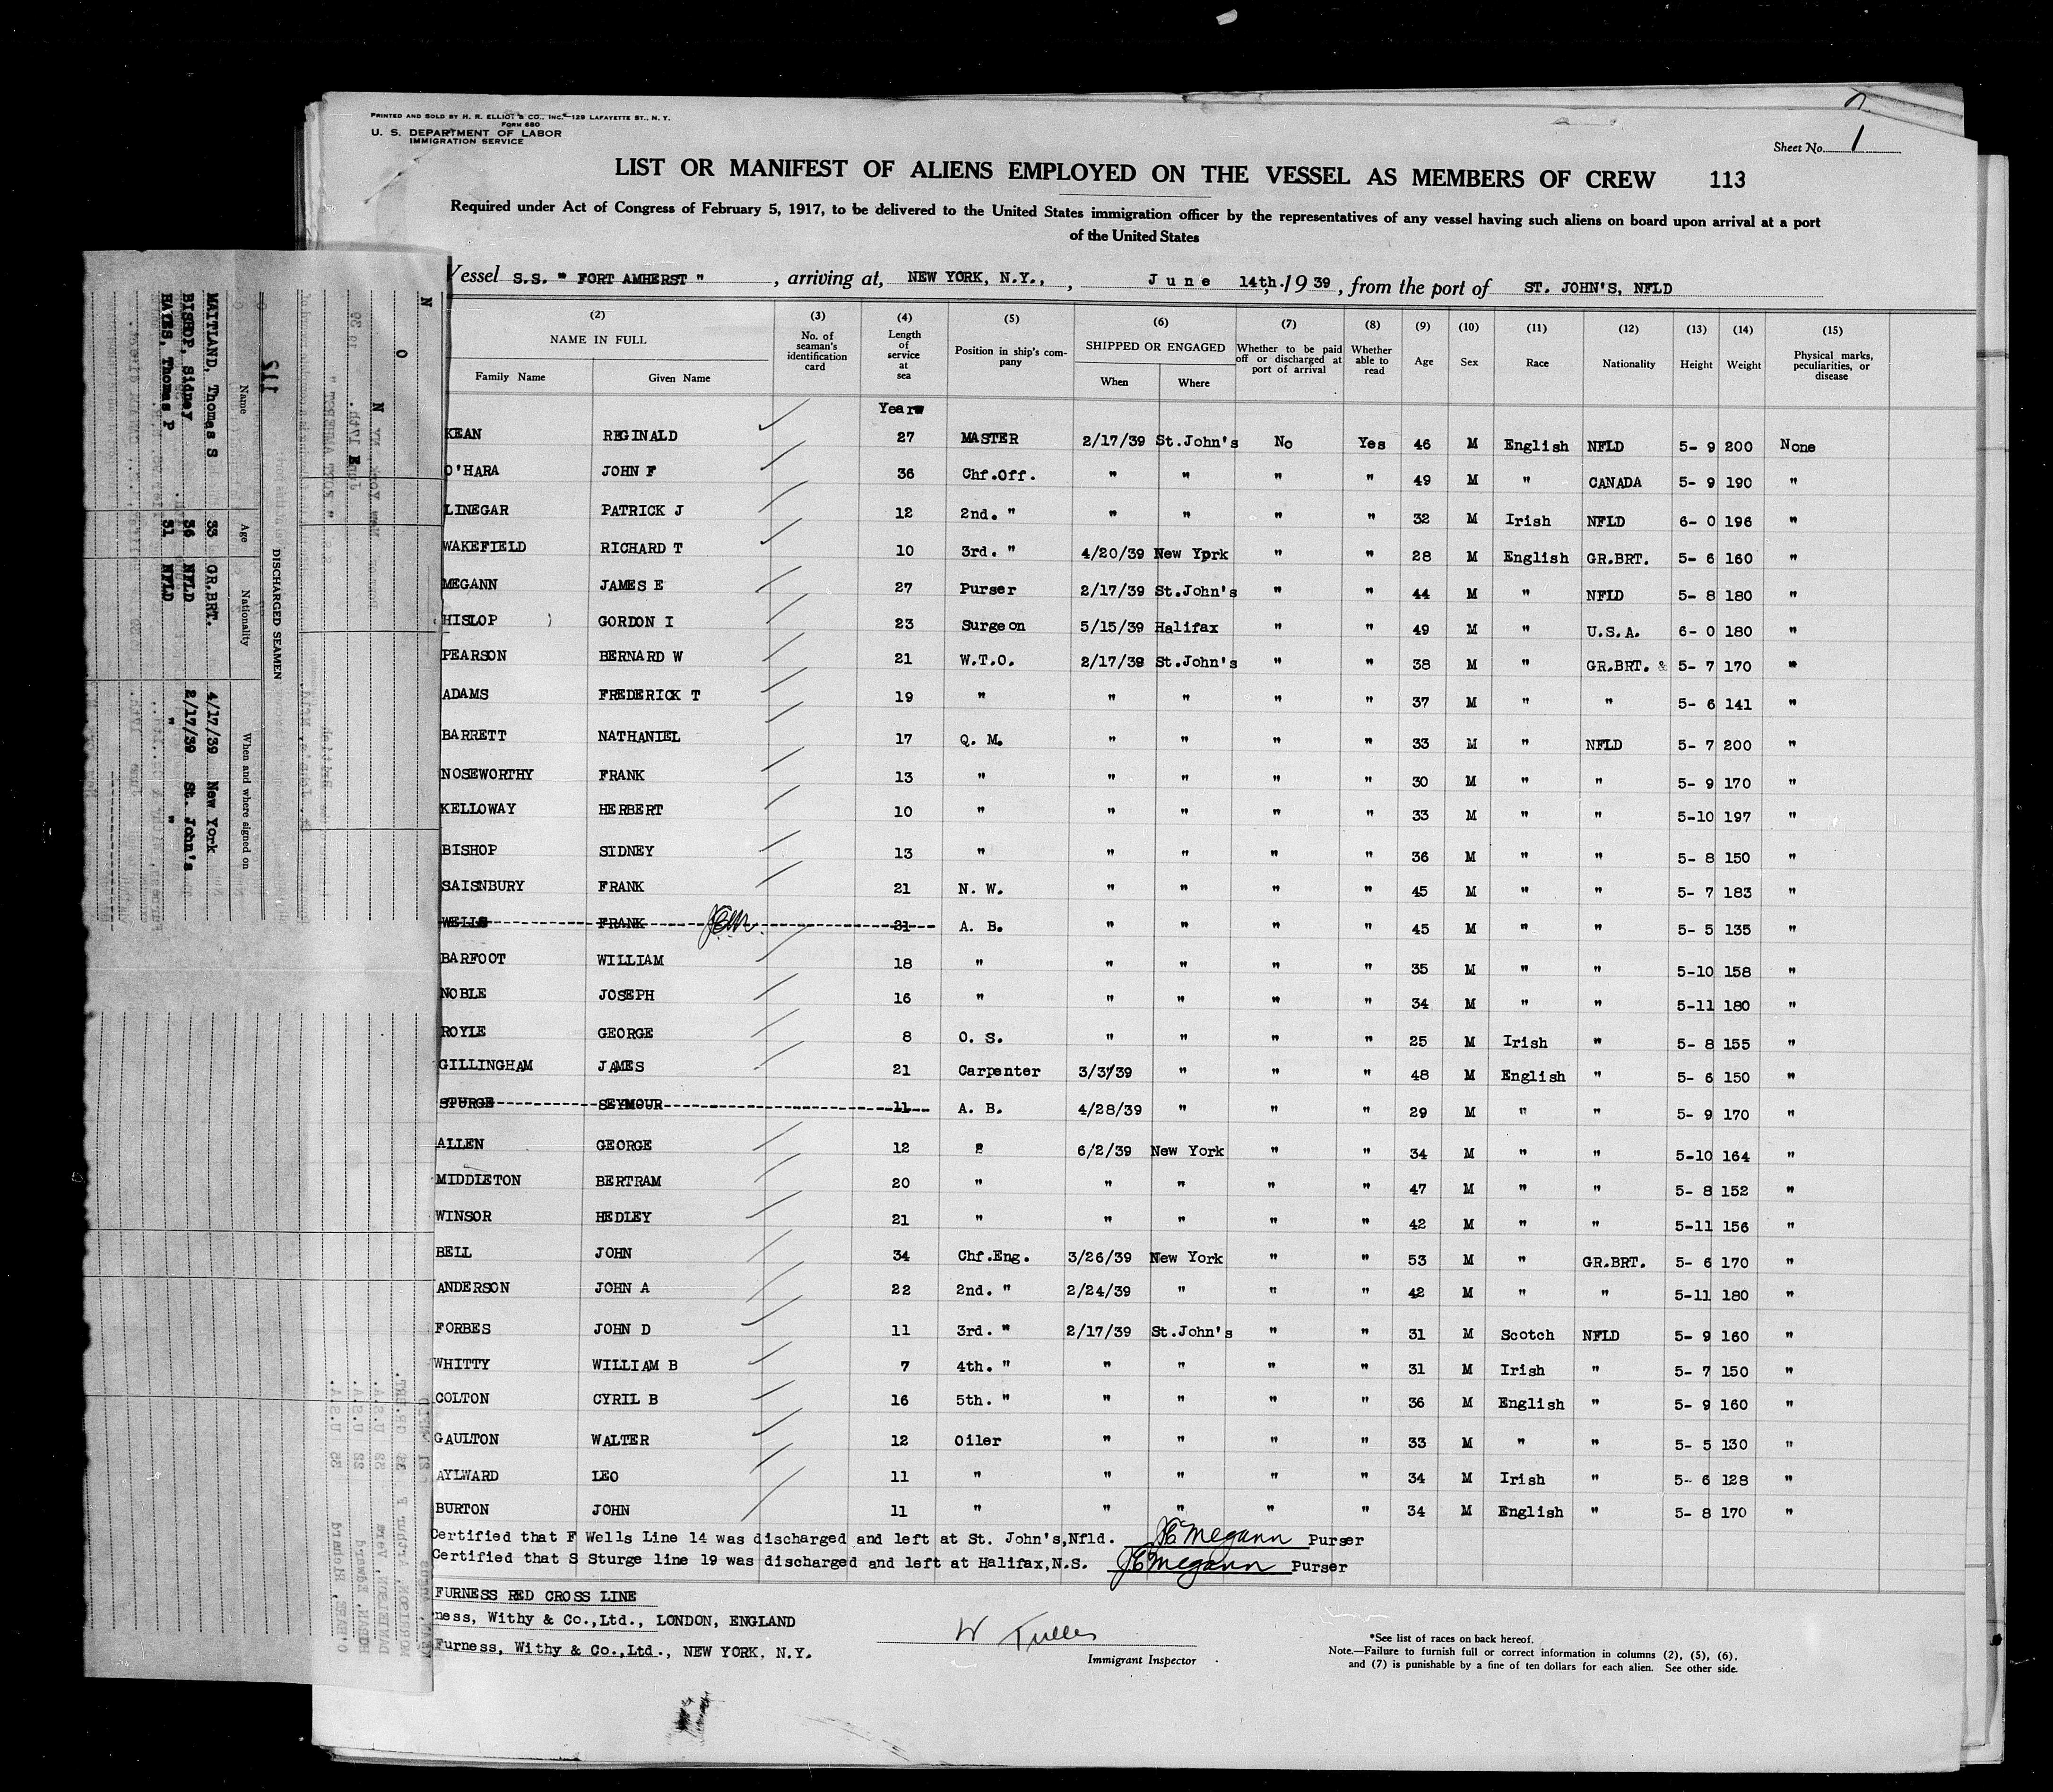 PRINTED AND SOLD BY H. R. ELLIOT'S CO., INC. 129 LAFAYETTE ST., N. Y.
FORM 680
U. S. DEPARTMENT OF LABOR
IMMIGRATION SERVICE
Sheet No. 1
LIST OR MANIFEST OF ALIENS EMPLOYED ON THE VESSEL AS MEMBERS OF CREW 113
Required under Act of Congress of February 5, 1917, to be delivered to the United States immigration officer by the representatives of any vessel having such aliens on board upon arrival at a port
of the United States
Vessel S.S. " FORT AMHERST " , arriving at, NEW YORK, N.Y., , June 14th. 1939, from the port of ST. JOHN'S, NFLD
(2) NAME IN FULL Family Name Given Name (3) No. of seaman's identification card (4) Length of service at sea (5) Position in ship's company (6) SHIPPED OR ENGAGED When Where (7) Whether to be paid off or discharged at port of arrival (8) Whether able to read (9) Age (10) Sex (11) Race (12) Nationality (13) Height (14) Weight (15) Physical marks, peculiarities, or disease
Years
KEAN REGINALD 27 MASTER 2/17/39 St.John's No Yes 46 M English NFLD 5- 9 200 None
O'HARA JOHN F 36 Chf.Off. " " " " 49 M " CANADA 5- 9 190 "
LINEGAR PATRICK J 12 2nd. " " " " " 32 M Irish NFLD 6- 0 196 "
WAKEFIELD RICHARD T 10 3rd. " 4/20/39 New York " " 28 M English GR.BRT. 5- 6 160 "
MEGANN JAMES E 27 Purser 2/17/39 St.John's " " 44 M " NFLD 5- 8 180 "
HISLOP GORDON I 23 Surgeon 5/15/39 Halifax " " 49 M " U.S.A. 6- 0 180 "
PEARSON BERNARD W 21 W.T.O. 2/17/39 St.John's " " 38 M " GR.BRT. 5- 7 170 "
ADAMS FREDERICK T 19 " " " " " 37 M " " 5- 6 141 "
BARRETT NATHANIEL 17 Q. M. " " " " 33 M " NFLD 5- 7 200 "
NOSEWORTHY FRANK 13 " " " " " 30 M " " 5- 9 170 "
KELLOWAY HERBERT 10 " " " " " 33 M " " 5-10 197 "
BISHOP SIDNEY 13 " " " " " 36 M " " 5- 8 150 "
SAISNBURY FRANK 21 N. W. " " " " 45 M " " 5- 7 183 "
WELLS FRANK JEM 21 A. B. " " " " 45 M " " 5- 5 135 "
BARFOOT WILLIAM 18 " " " " " 35 M " " 5-10 158 "
NOBLE JOSEPH 16 " " " " " 34 M " " 5-11 180 "
ROYLE GEORGE 8 O. S. " " " " 25 M Irish " 5- 8 155 "
GILLINGHAM JAMES 21 Carpenter 3/3/39 " " " 48 M English " 5- 6 150 "
STURGE SEYMOUR 11 A. B. 4/28/39 " " " 29 M " " 5- 9 170 "
ALLEN GEORGE 12 " 6/2/39 New York " " 34 M " " 5-10 164 "
MIDDLETON BERTRAM 20 " " " " " 47 M " " 5- 8 152 "
WINSOR HEDLEY 21 " " " " " 42 M " " 5-11 156 "
BELL JOHN 34 Chf.Eng. 3/26/39 New York " " 53 M " GR.BRT. 5- 6 170 "
ANDERSON JOHN A 22 2nd. " 2/24/39 " " " 42 M " " 5-11 180 "
FORBES JOHN D 11 3rd. " 2/17/39 St.John's " " 31 M Scotch NFLD 5- 9 160 "
WHITTY WILLIAM B 7 4th. " " " " " 31 M Irish " 5- 7 150 "
COLTON CYRIL B 16 5th. " " " " " 36 M English " 5- 9 160 "
GAULTON WALTER 12 Oiler " " " " 33 M " " 5- 5 130 "
AYLWARD LEO 11 " " " " " 34 M Irish " 5- 6 128 "
BURTON JOHN 11 " " " " " 34 M English " 5- 8 170 "
Certified that F Wells Line 14 was discharged and left at St. John's,Nfld. JE Megann Purser
Certified that S Sturge line 19 was discharged and left at Halifax,N.S. JE Megann Purser
FURNESS RED CROSS LINE
ness, Withy & Co.,Ltd., LONDON, ENGLAND
Furness, Withy & Co.,Ltd., NEW YORK, N.Y.
W Tulles
Immigrant Inspector
*See list of races on back hereof.
Note.—Failure to furnish full or correct information in columns (2), (5), (6), and (7) is punishable by a fine of ten dollars for each alien. See other side.
112
DISCHARGED SEAMEN
Name Age Nationality When and where signed on
MAITLAND, Thomas S 33 GR.BRT. 4/17/39 New York
BISHOP, Sidney 36 NFLD 2/17/39 St. John's
HAYES, Thomas P 31 NFLD " "